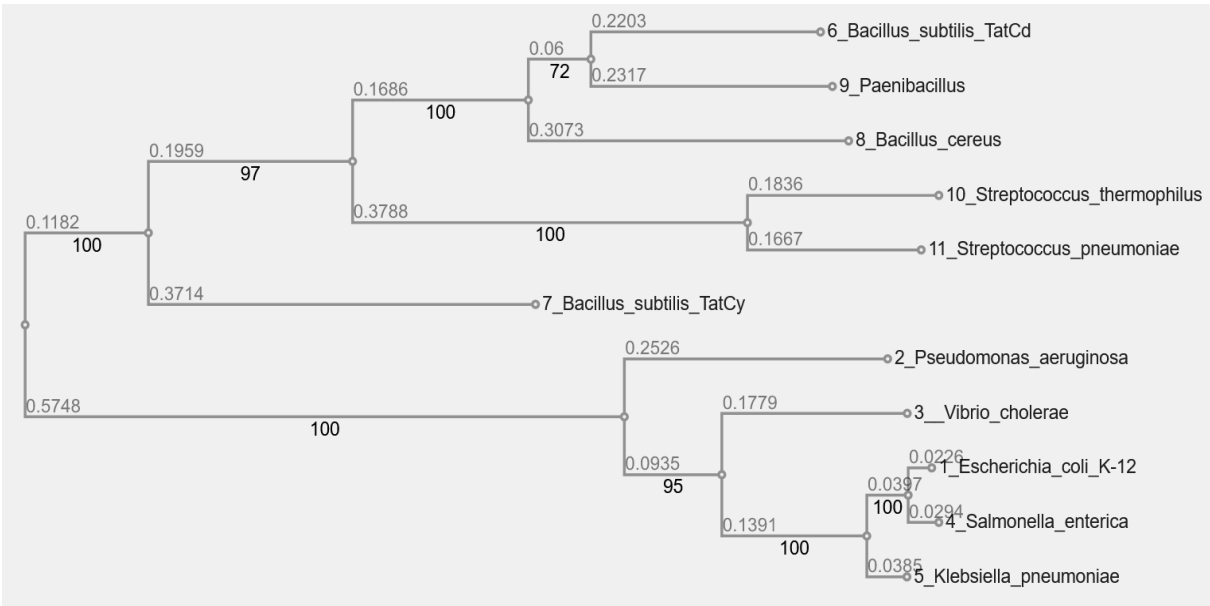 0.2203
6_Bacillus_subtilis_TatCd
0.06
72
0.2317
9_Paenibacillus
0.1686
100
0.3073
8_Bacillus_cereus
0.1959
97
0.1836
10_Streptococcus_thermophilus
0.3788
100
0.1667
11_Streptococcus_pneumoniae
0.1182
100
0.3714
7_Bacillus_subtilis_TatCy
0.2526
2_Pseudomonas_aeruginosa
0.5748
100
0.1779
3__Vibrio_cholerae
0.0935
95
0.0226
1_Escherichia_coli_K-12
0.0397
100
0.0294
4_Salmonella_enterica
0.1391
100
0.0385
5_Klebsiella_pneumoniae